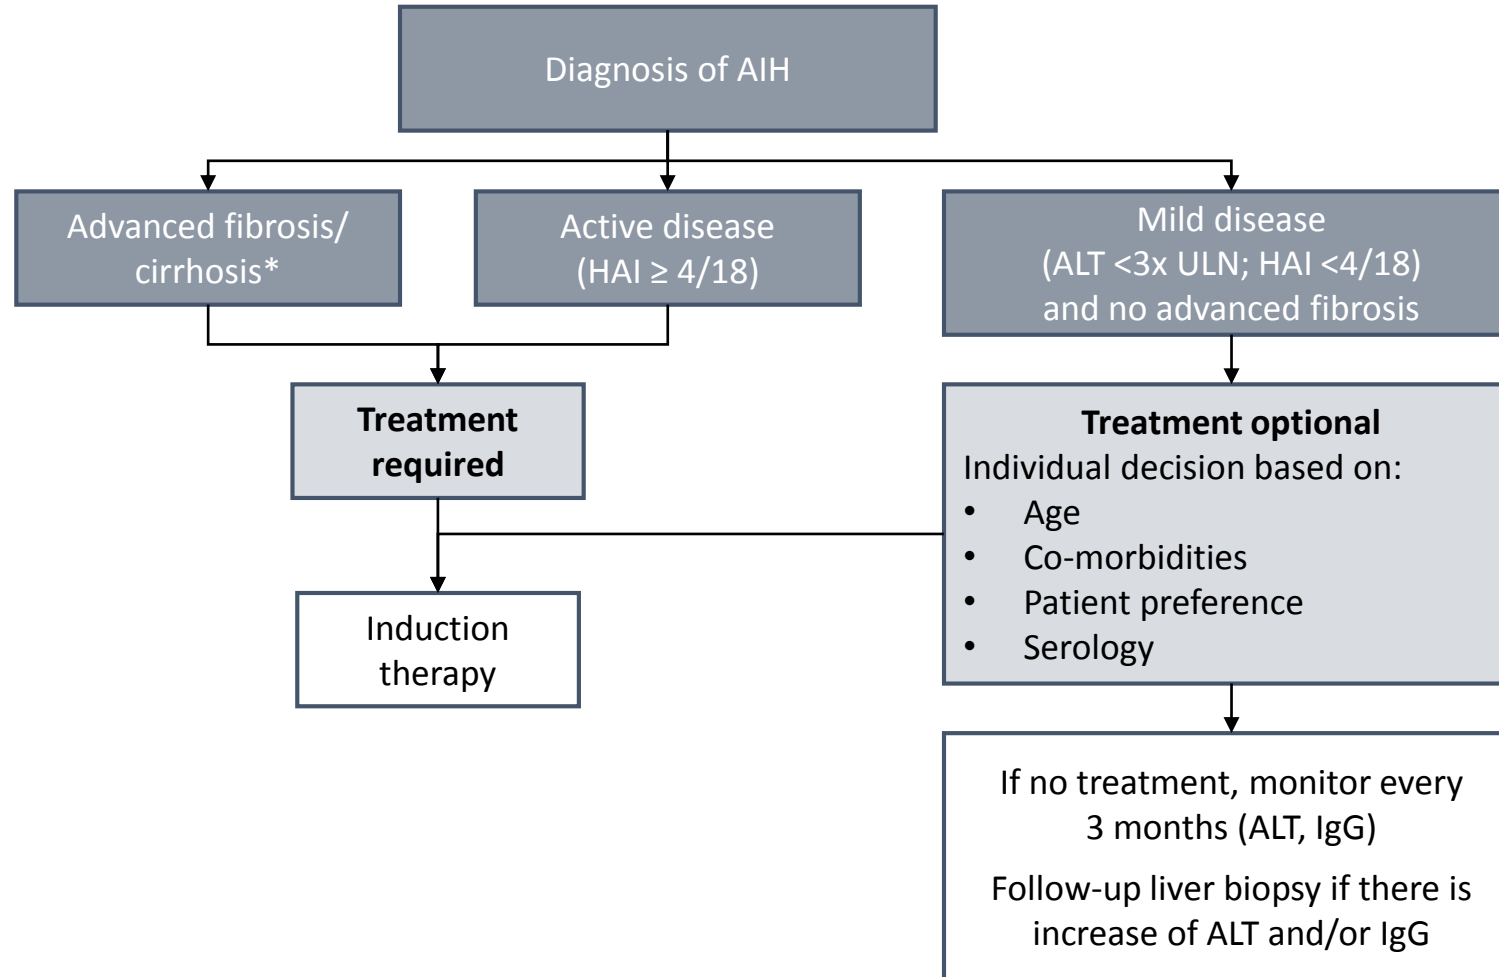 Diagnosis of AIH
Advanced fibrosis/
cirrhosis*
Active disease
(HAI ≥ 4/18)
Mild disease
(ALT <3x ULN; HAI <4/18)
and no advanced fibrosis
Treatment
required
Treatment optional
Individual decision based on:
• Age
• Co-morbidities
• Patient preference
• Serology
Induction
therapy
If no treatment, monitor every
3 months (ALT, IgG)
Follow-up liver biopsy if there is
increase of ALT and/or IgG